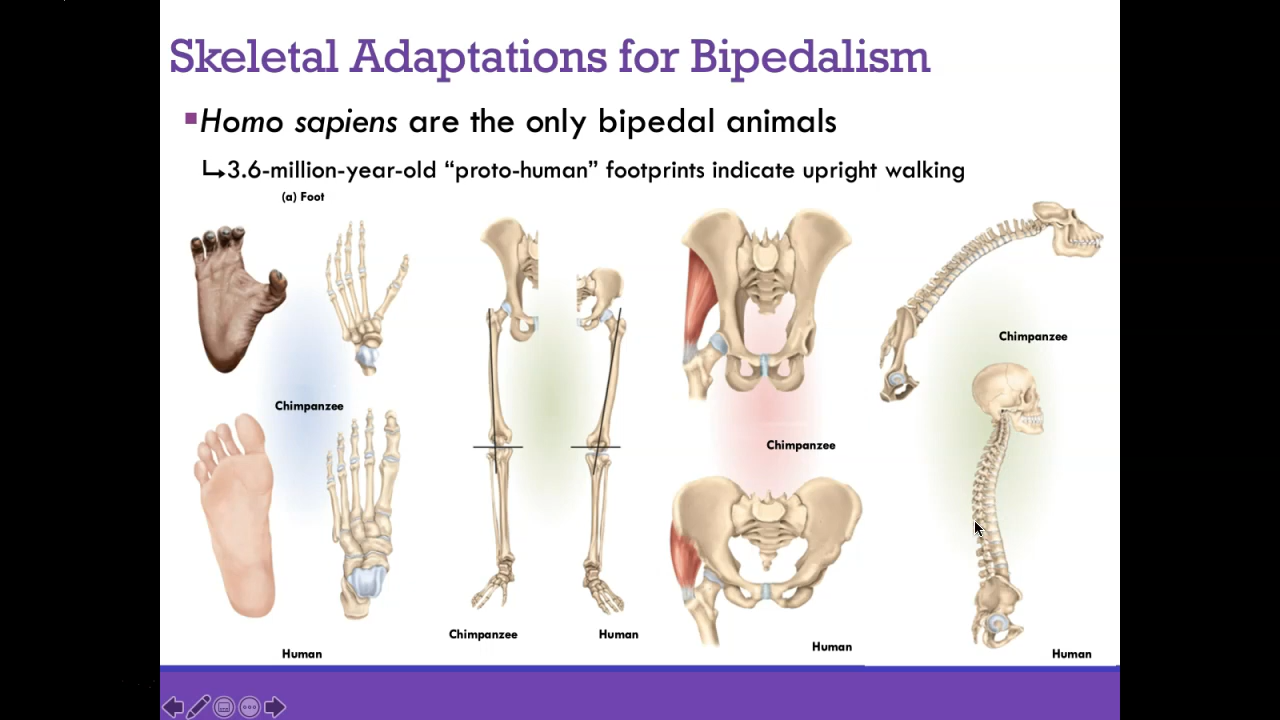 Skeletal Adaptations for Bipedalism
Homo sapiens are the only bipedal animals
3.6-million-year-old “proto-human” footprints indicate upright walking
(a) Foot
Chimpanzee
Human
Chimpanzee
Human
Chimpanzee
Human
Chimpanzee
Human